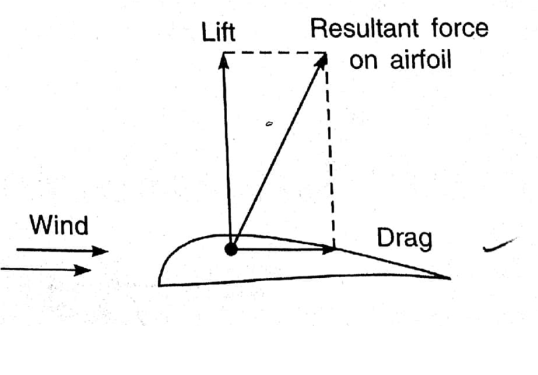 Lift
Resultant force
on airfoil
Wind
Drag